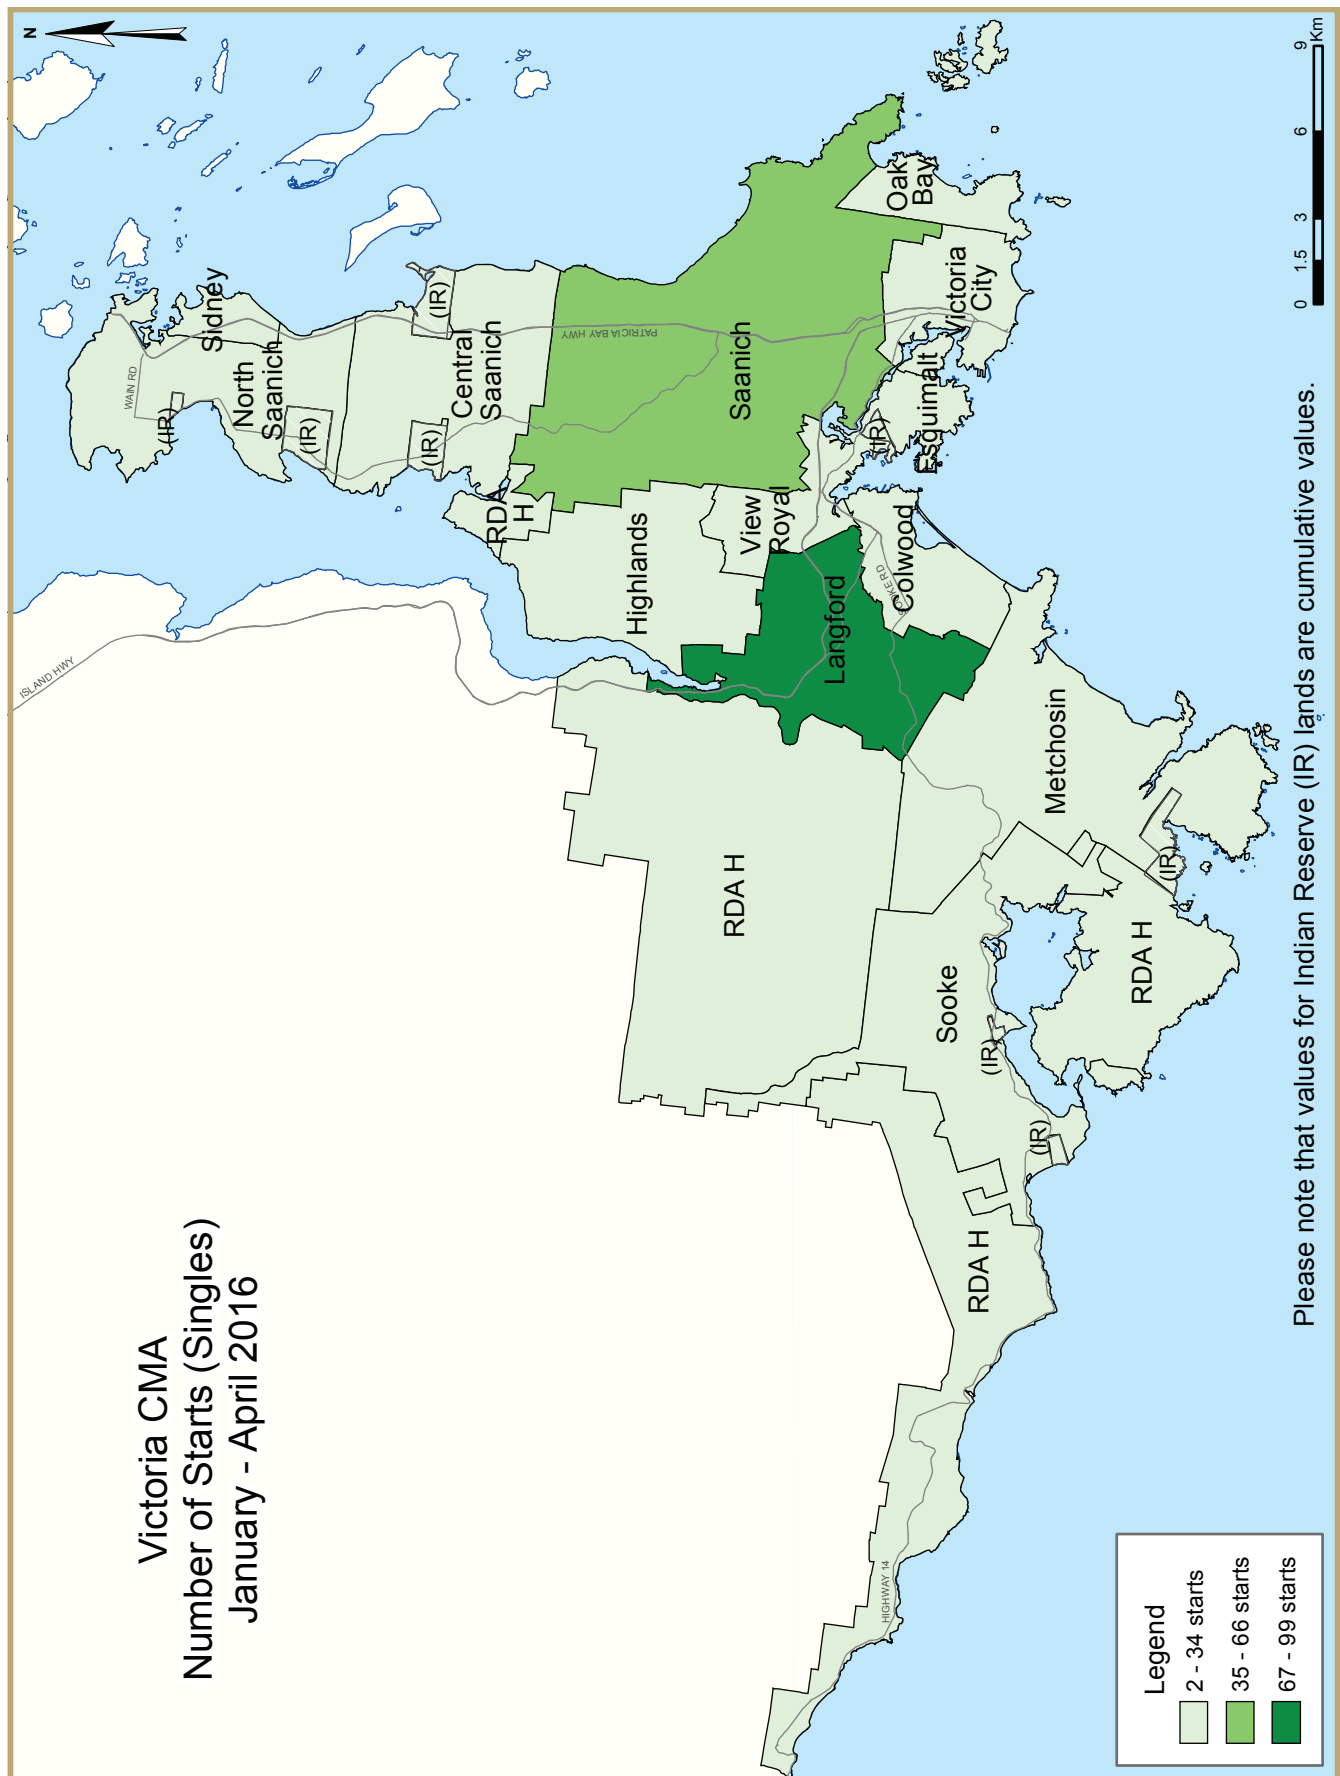 Victoria CMA
Number of Starts (Singles)
January - April 2016
N
ISLAND HWY
WAIN RD
Sidney
North
Saanich
(IR)
(IR)
(IR)
(IR)
Central
Saanich
PATRICIA BAY HWY
RDA
H
Saanich
Highlands
View
Royal
Langford
Colwood
SOOKE RD
(IR)
Esquimalt
Victoria
City
Oak
Bay
Metchosin
(IR)
RDA H
RDA H
Sooke
(IR)
(IR)
RDA H
HIGHWAY 14
Legend
2 - 34 starts
35 - 66 starts
67 - 99 starts
0 1.5 3 6 9
Km
Please note that values for Indian Reserve (IR) lands are cumulative values.